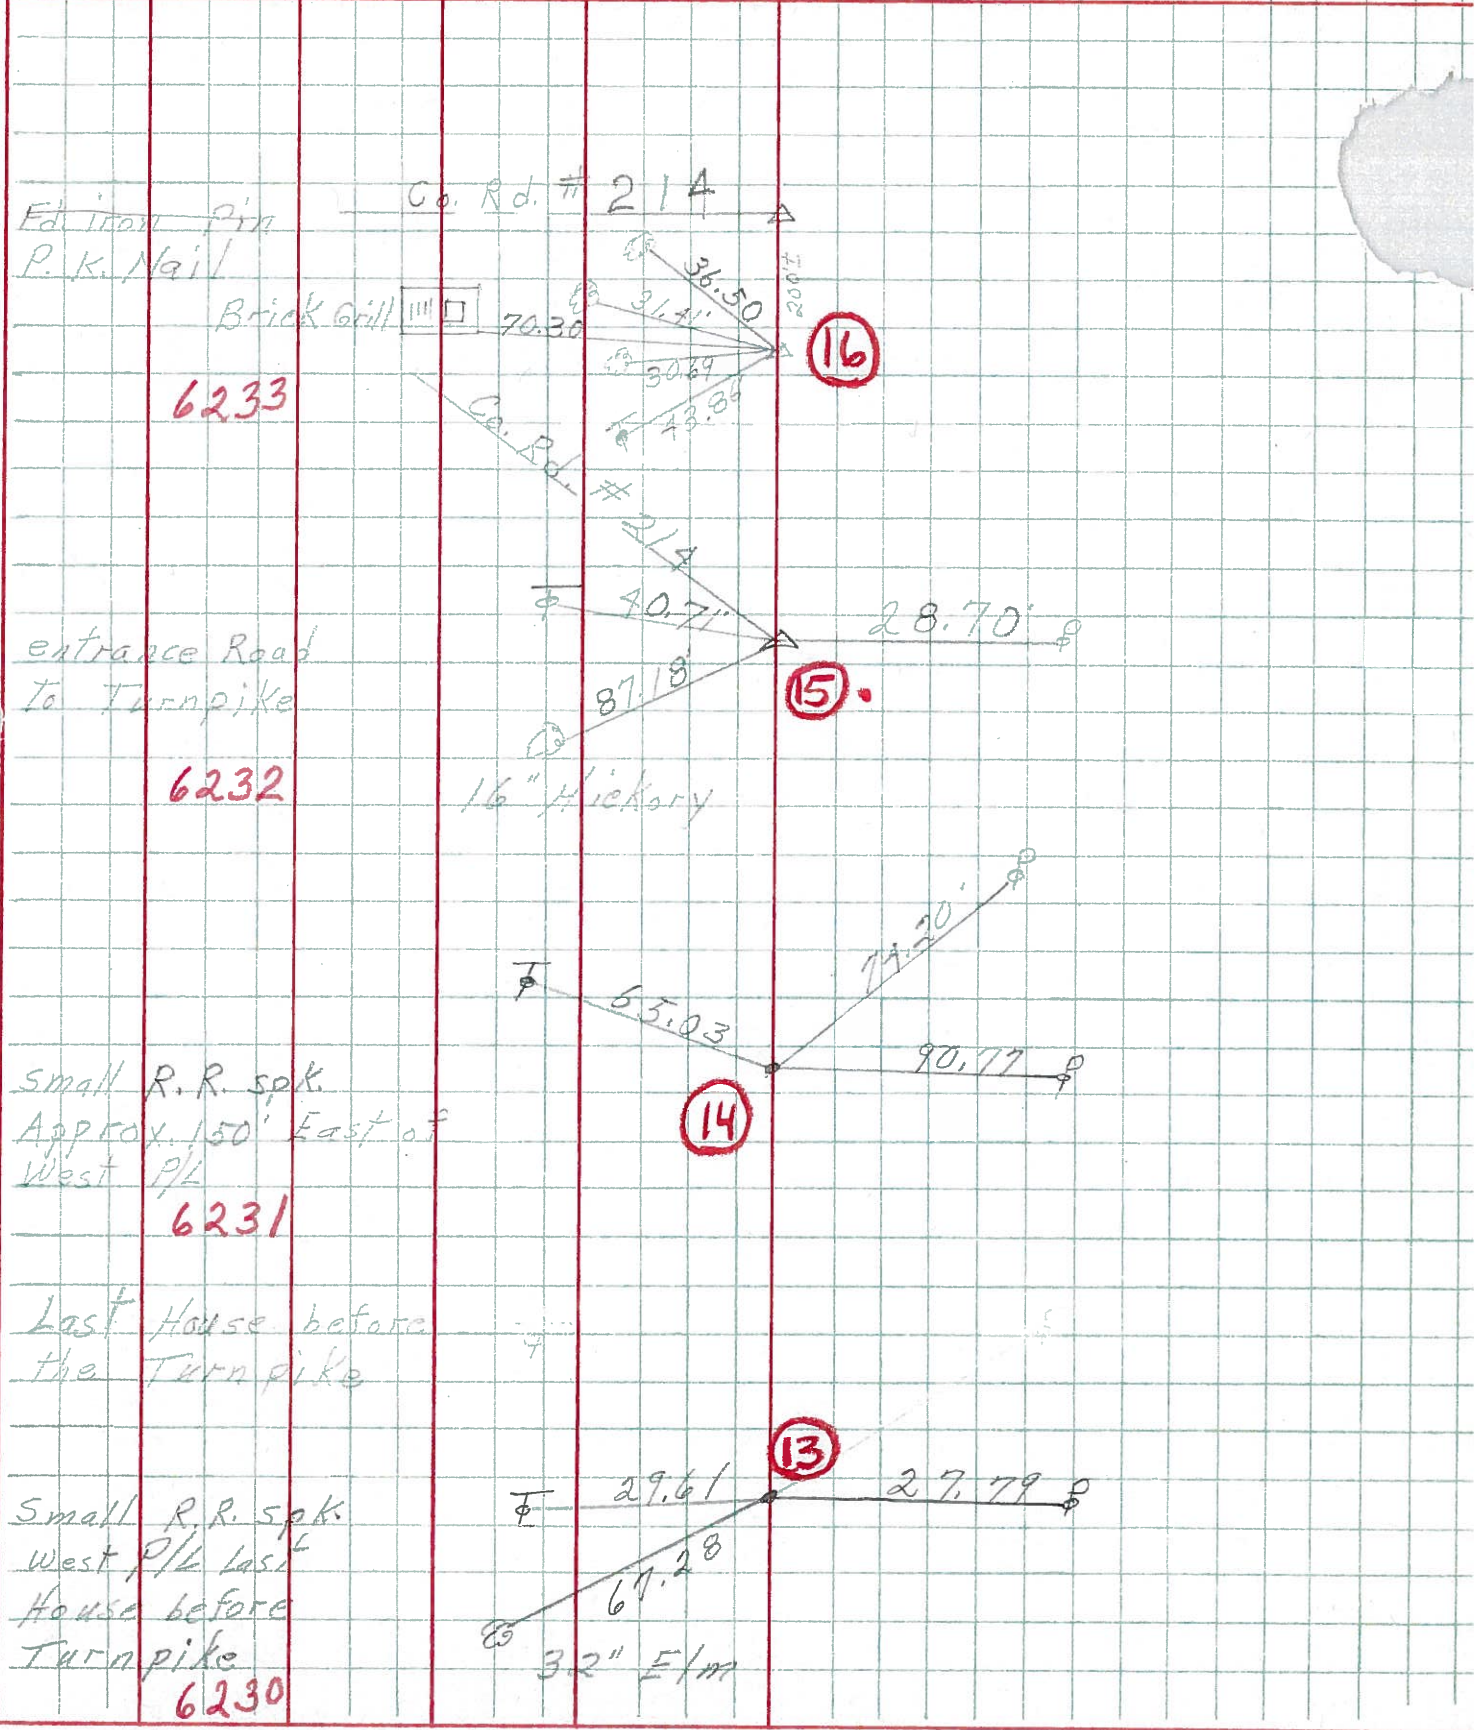 Co. Rd. # 214
Fd. iron Pin
P.K. Nail
36.50
200'±
Brick Grill
70.30
31.41'
16
30.69
43.86
6233
Co. Rd. # 214
40.71'
28.70'
entrance Road
To Turnpike
87.18'
15.
6232
16" Hickory
74.20'
65.03
90.77
Small R.R. spk.
Approx. 150' East of
West P/L
14
6231
Last House before
the Turnpike
13
29.61
27.79
Small R.R. spk.
West P/L Last
House before
Turnpike
67.28
32" Elm
6230